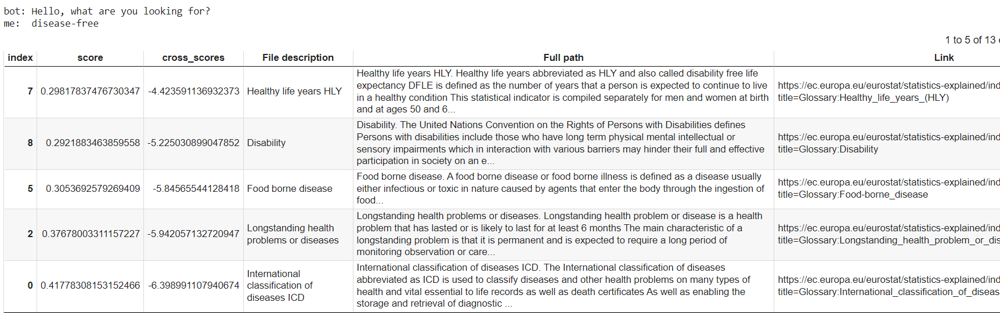 bot: Hello, what are you looking for?
me: disease-free
1 to 5 of 13
index score cross_scores File description Full path Link
7 0.29817837476730347 -4.423591136932373 Healthy life years HLY
Healthy life years HLY. Healthy life years abbreviated as HLY and also called disability free life
expectancy DFLE is defined as the number of years that a person is expected to continue to live
in a healthy condition This statistical indicator is compiled separately for men and women at birth
and at ages 50 and 6...
https://ec.europa.eu/eurostat/statistics-explained/ind
title=Glossary:Healthy_life_years_(HLY)
8 0.2921883463859558 -5.225030899047852 Disability
Disability. The United Nations Convention on the Rights of Persons with Disabilities defines
Persons with disabilities include those who have long term physical mental intellectual or
sensory impairments which in interaction with various barriers may hinder their full and effective
participation in society on an e...
https://ec.europa.eu/eurostat/statistics-explained/ind
title=Glossary:Disability
5 0.3053692579269409 -5.84565544128418 Food borne disease
Food borne disease. A food borne disease or food borne illness is defined as a disease usually
either infectious or toxic in nature caused by agents that enter the body through the ingestion of
food...
https://ec.europa.eu/eurostat/statistics-explained/ind
title=Glossary:Food-borne_disease
2 0.37678003311157227 -5.942057132720947 Longstanding health
problems or diseases
Longstanding health problems or diseases. Longstanding health problem or disease is a health
problem that has lasted or is likely to last for at least 6 months The main characteristic of a
longstanding problem is that it is permanent and is expected to require a long period of
monitoring observation or care...
https://ec.europa.eu/eurostat/statistics-explained/ind
title=Glossary:Longstanding_health_problem_or_dis
0 0.41778308153152466 -6.398991107940674 International
classification of
diseases ICD
International classification of diseases ICD. The International classification of diseases
abbreviated as ICD is used to classify diseases and other health problems on many types of
health and vital essential to life records as well as death certificates As well as enabling the
storage and retrieval of diagnostic ...
https://ec.europa.eu/eurostat/statistics-explained/ind
title=Glossary:International_classification_of_diseas